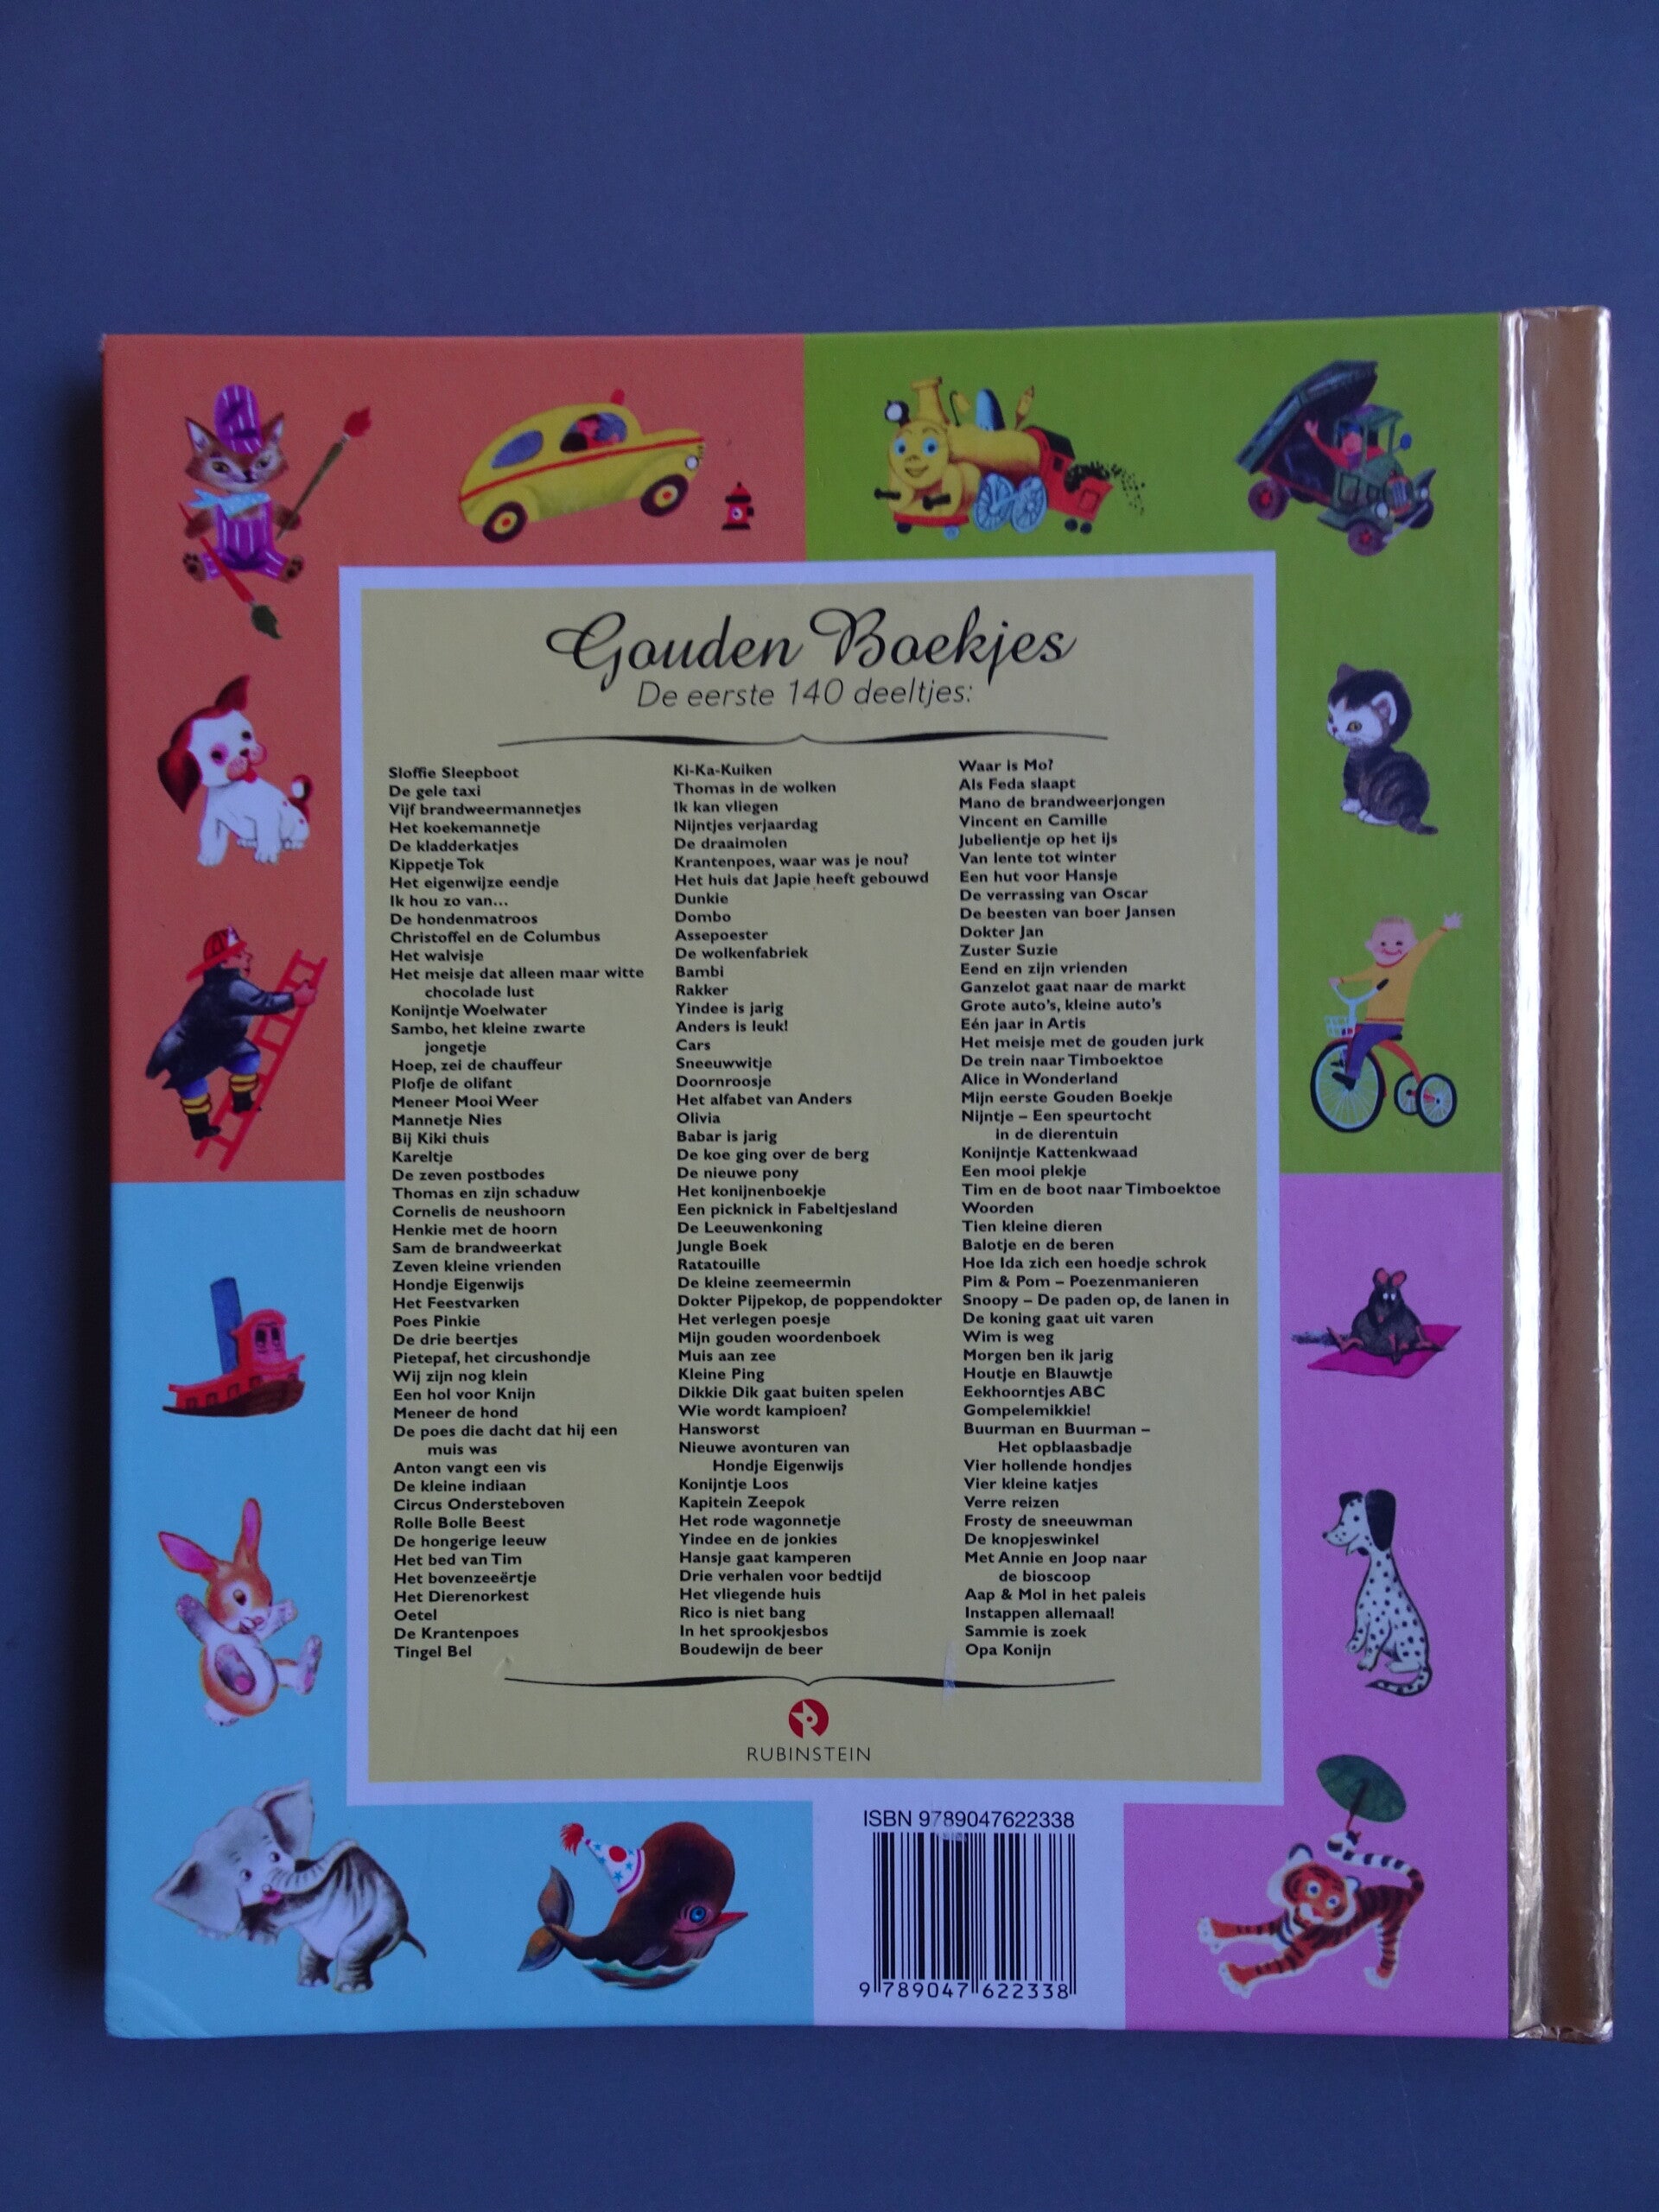 Gouden Boekjes
De eerste 140 deeltjes:
Sloffie Sleepboot
De gele taxi
Vijf brandweermannetjes
Het koekemannetje
De kladderkatjes
Kippetje Tok
Het eigenwijze eendje
Ik hou zo van...
De hondenmatroos
Christoffel en de Columbus
Het walvisje
Het meisje dat alleen maar witte
chocolade lust
Konijntje Woelwater
Sambo, het kleine zwarte
jongetje
Hoep, zei de chauffeur
Plofje de olifant
Meneer Mooi Weer
Mannetje Nies
Bij Kiki thuis
Kareltje
De zeven postbodes
Thomas en zijn schaduw
Cornelis de neushoorn
Henkie met de hoorn
Sam de brandweerkat
Zeven kleine vrienden
Hondje Eigenwijs
Het Feestvarken
Poes Pinkie
De drie beertjes
Pietepaf, het circushondje
Wij zijn nog klein
Een hol voor Knijn
Meneer de hond
De poes die dacht dat hij een
muis was
Anton vangt een vis
De kleine indiaan
Circus Ondersteboven
Rolle Bolle Beest
De hongerige leeuw
Het bed van Tim
Het bovenzeeërtje
Het Dierenorkest
Oetel
De Krantenpoes
Tingel Bel
Ki-Ka-Kuiken
Thomas in de wolken
Ik kan vliegen
Nijntjes verjaardag
De draaimolen
Krantenpoes, waar was je nou?
Het huis dat Japie heeft gebouwd
Dunkie
Dombo
Assepoester
De wolkenfabriek
Bambi
Rakker
Yindee is jarig
Anders is leuk!
Cars
Sneeuwwitje
Doornroosje
Het alfabet van Anders
Olivia
Babar is jarig
De koe ging over de berg
De nieuwe pony
Het konijnenboekje
Een picknick in Fabeltjesland
De Leeuwenkoning
Jungle Boek
Ratatouille
De kleine zeemeermin
Dokter Pijpekop, de poppendokter
Het verlegen poesje
Mijn gouden woordenboek
Muis aan zee
Kleine Ping
Dikkie Dik gaat buiten spelen
Wie wordt kampioen?
Hansworst
Nieuwe avonturen van
Hondje Eigenwijs
Konijntje Loos
Kapitein Zeepok
Het rode wagonnetje
Yindee en de jonkies
Hansje gaat kamperen
Drie verhalen voor bedtijd
Het vliegende huis
Rico is niet bang
In het sprookjesbos
Boudewijn de beer
Waar is Mo?
Als Feda slaapt
Mano de brandweerjongen
Vincent en Camille
Jubelientje op het ijs
Van lente tot winter
Een hut voor Hansje
De verrassing van Oscar
De beesten van boer Jansen
Dokter Jan
Zuster Suzie
Eend en zijn vrienden
Ganzelot gaat naar de markt
Grote auto's, kleine auto's
Eén jaar in Artis
Het meisje met de gouden jurk
De trein naar Timboektoe
Alice in Wonderland
Mijn eerste Gouden Boekje
Nijntje – Een speurtocht
in de dierentuin
Konijntje Kattenkwaad
Een mooi plekje
Tim en de boot naar Timboektoe
Woorden
Tien kleine dieren
Balotje en de beren
Hoe Ida zich een hoedje schrok
Pim & Pom – Poezenmanieren
Snoopy – De paden op, de lanen in
De koning gaat uit varen
Wim is weg
Morgen ben ik jarig
Houtje en Blauwtje
Eekhoorntjes ABC
Gompelemikkie!
Buurman en Buurman –
Het opblaasbadje
Vier hollende hondjes
Vier kleine katjes
Verre reizen
Frosty de sneeuwman
De knopjeswinkel
Met Annie en Joop naar
de bioscoop
Aap & Mol in het paleis
Instappen allemaal!
Sammie is zoek
Opa Konijn
RUBINSTEIN
ISBN 9789047622338
9 789047 622338